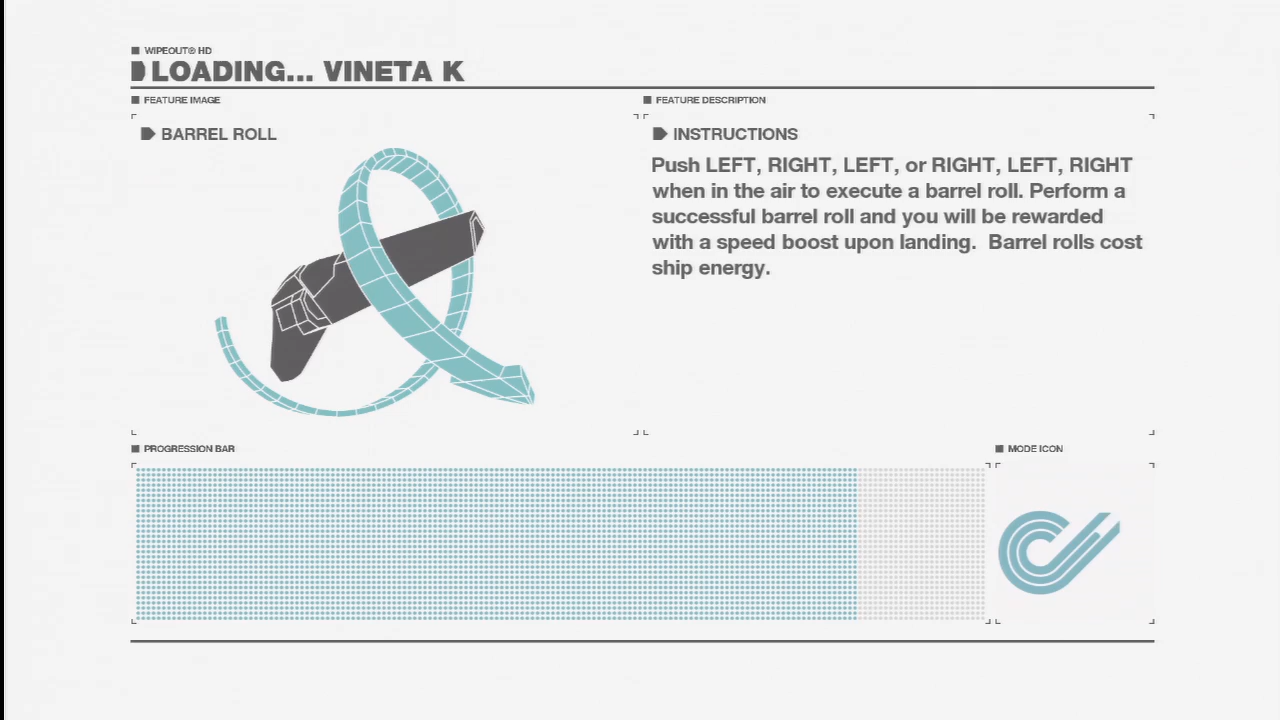 WIPEOUT® HD
LOADING... VINETA K
FEATURE IMAGE
BARREL ROLL
FEATURE DESCRIPTION
INSTRUCTIONS
Push LEFT, RIGHT, LEFT, or RIGHT, LEFT, RIGHT
when in the air to execute a barrel roll. Perform a
successful barrel roll and you will be rewarded
with a speed boost upon landing.  Barrel rolls cost
ship energy.
PROGRESSION BAR
MODE ICON